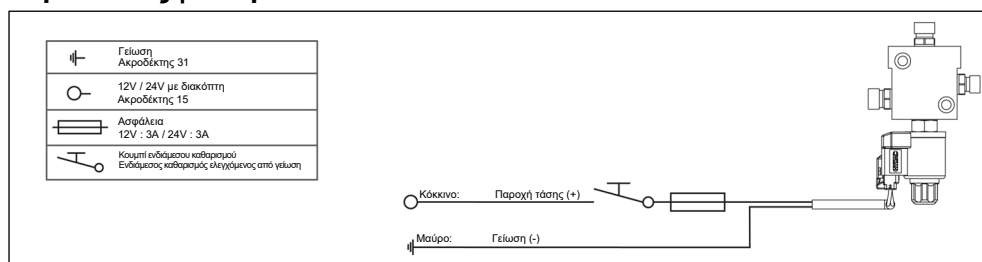 Γείωση
Ακροδέκτης 31
12V / 24V με διακόπτη
Ακροδέκτης 15
Ασφάλεια
12V : 3A / 24V : 3A
Κουμπί ενδιάμεσου καθαρισμού
Ενδιάμεσος καθαρισμός ελεγχόμενος από γείωση
Κόκκινο: Παροχή τάσης (+)
Μαύρο: Γείωση (-)